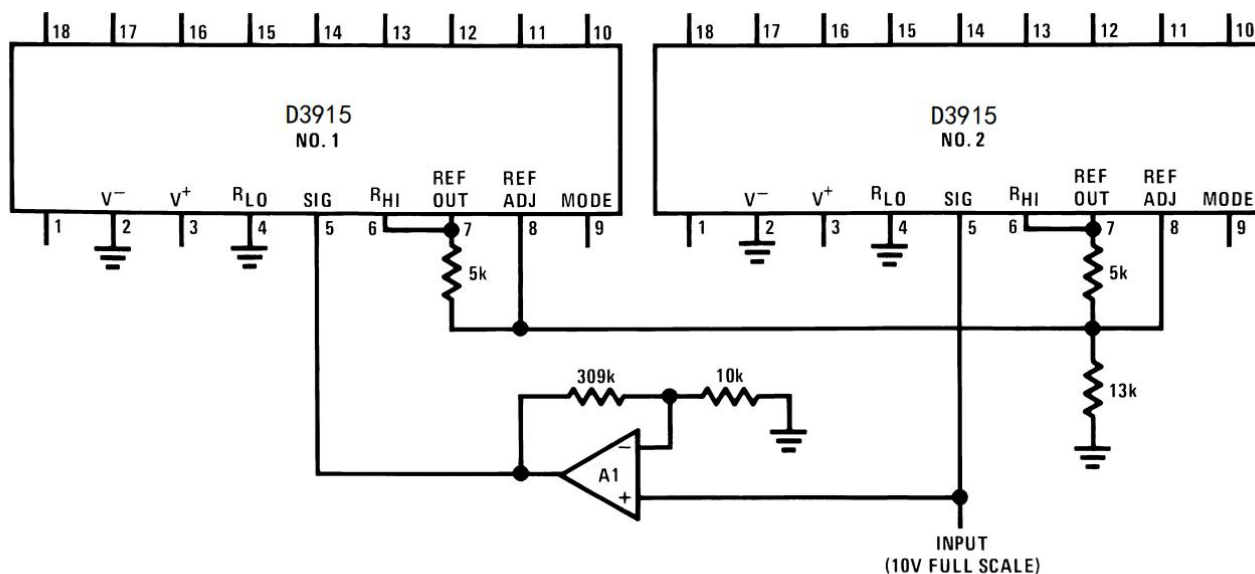 18 17 16 15 14 13 12 11 10
18 17 16 15 14 13 12 11 10
D3915
NO. 1
D3915
NO. 2
V− V+ RLO SIG RHI REF OUT REF ADJ MODE
V− V+ RLO SIG RHI REF OUT REF ADJ MODE
1 2 3 4 5 6 7 8 9
1 2 3 4 5 6 7 8 9
5k
5k
309k
10k
13k
−
A1
+
INPUT
(10V FULL SCALE)